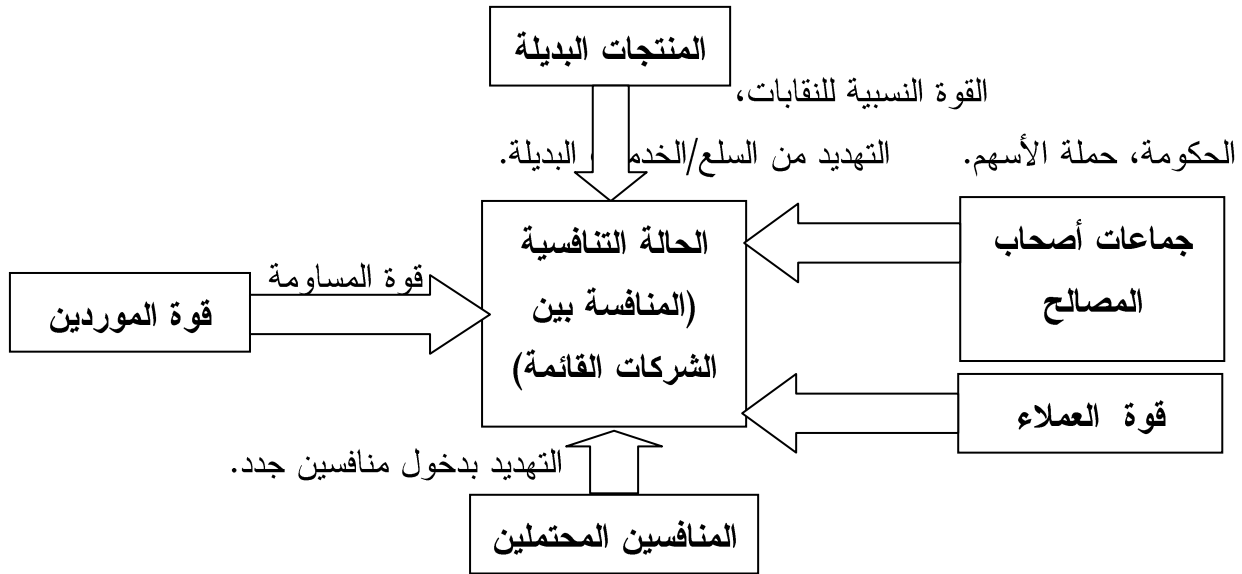 المنتجات البديلة
القوة النسبية للنقابات،
الحكومة، حملة الأسهم.
التهديد من السلع/الخدم البديلة.
جماعات أصحاب
المصالح
الحالة التنافسية
(المنافسة بين
الشركات القائمة)
قوة المساومة
قوة الموردين
قوة العملاء
التهديد بدخول منافسين جدد.
المنافسين المحتملين